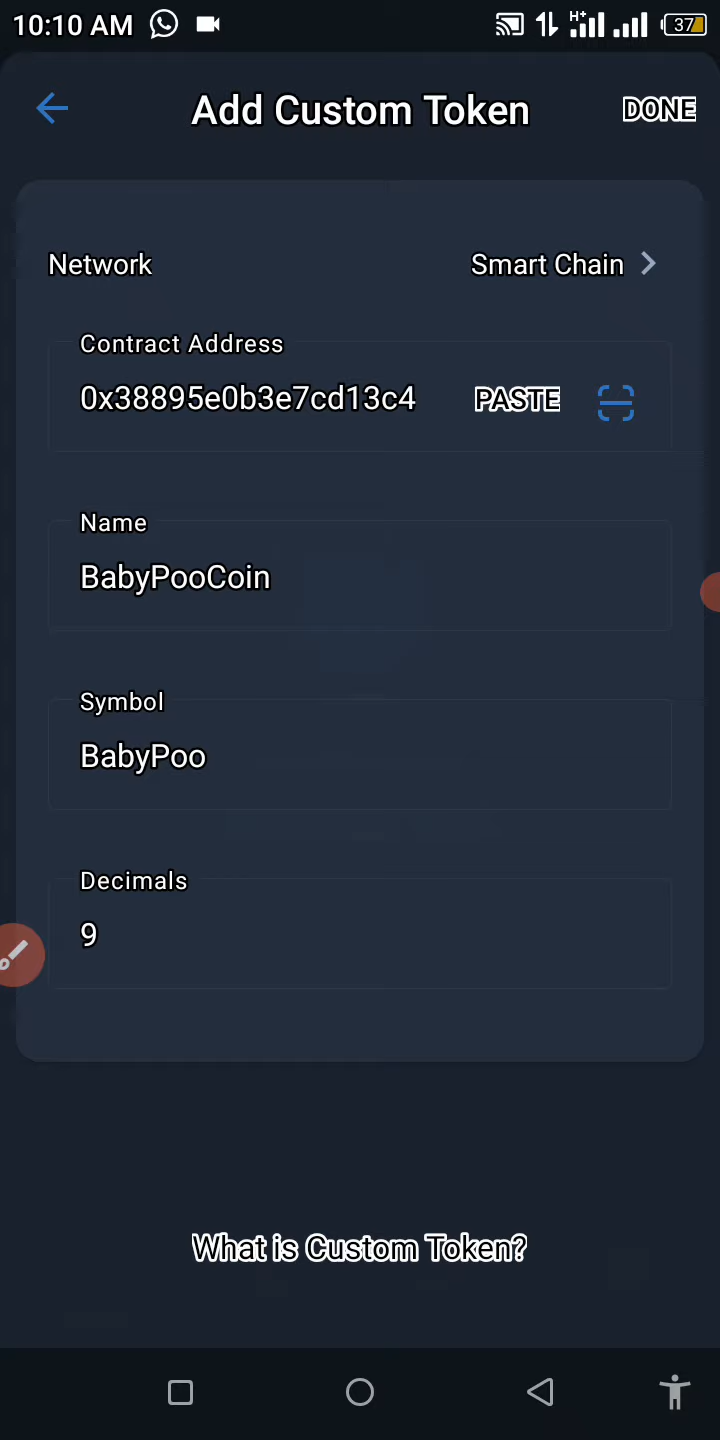 10:10 AM H+ 37
Add Custom Token DONE
Network Smart Chain
Contract Address
0x38895e0b3e7cd13c4 PASTE
Name
BabyPooCoin
Symbol
BabyPoo
Decimals
9
What is Custom Token?